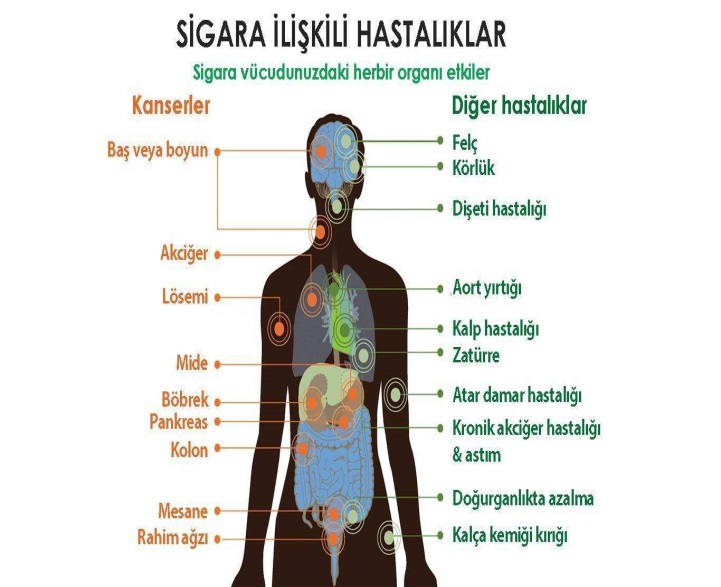 SİGARA İLİŞKİLİ HASTALIKLAR
Sigara vücudunuzdaki herbir organı etkiler
Kanserler
Baş veya boyun
Akciğer
Lösemi
Mide
Böbrek
Pankreas
Kolon
Mesane
Rahim ağzı
Diğer hastalıklar
Felç
Körlük
Dişeti hastalığı
Aort yırtığı
Kalp hastalığı
Zatürre
Atar damar hastalığı
Kronik akciğer hastalığı
& astım
Doğurganlıkta azalma
Kalça kemiği kırığı